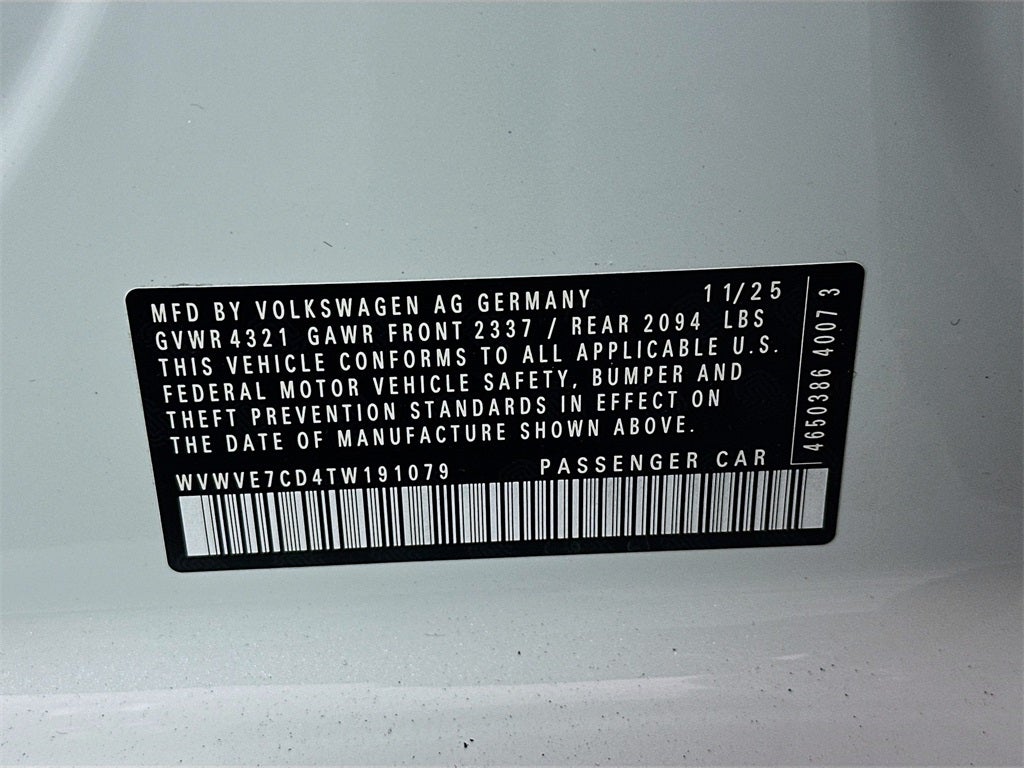 MFD BY VOLKSWAGEN AG GERMANY 11/25
GVWR 4321 GAWR FRONT 2337 / REAR 2094 LBS
THIS VEHICLE CONFORMS TO ALL APPLICABLE U.S.
FEDERAL MOTOR VEHICLE SAFETY, BUMPER AND
THEFT PREVENTION STANDARDS IN EFFECT ON
THE DATE OF MANUFACTURE SHOWN ABOVE.
WVWVE7CD4TW191079 PASSENGER CAR
4650386 4007 3